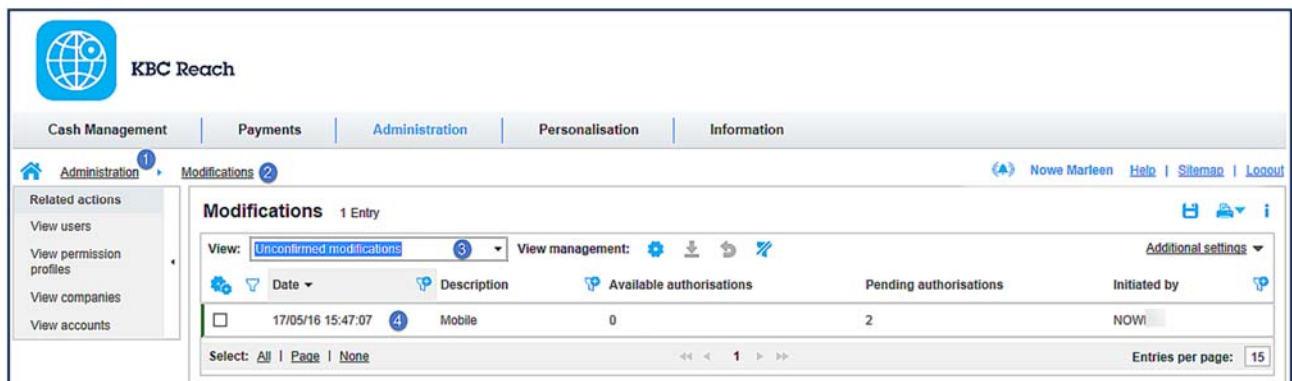 KBC Reach
Cash Management Payments Administration Personalisation Information
Administration 1 Modifications 2 Nowe Marleen Help | Sitemap | Logout
Related actions
View users
View permission profiles
View companies
View accounts
Modifications 1 Entry
View: Unconfirmed modifications 3 View management: Additional settings
Date Description Available authorisations Pending authorisations Initiated by
17/05/16 15:47:07 4 Mobile 0 2 NOW
Select: All | Page | None 1 Entries per page: 15